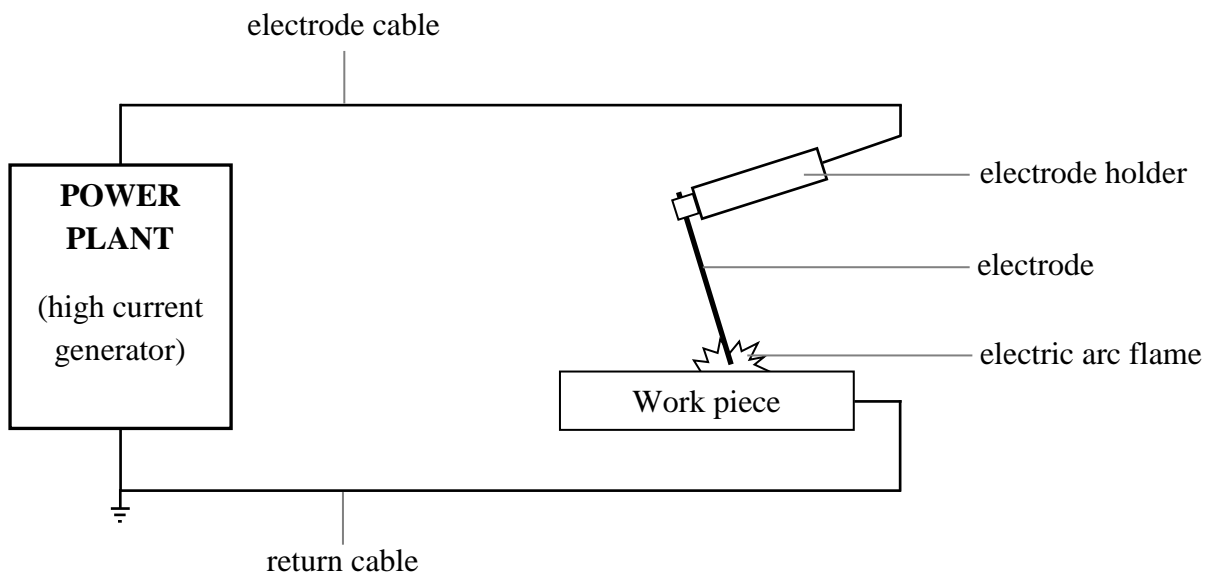 electrode cable
POWER
PLANT
(high current
generator)
electrode holder
electrode
electric arc flame
Work piece
return cable